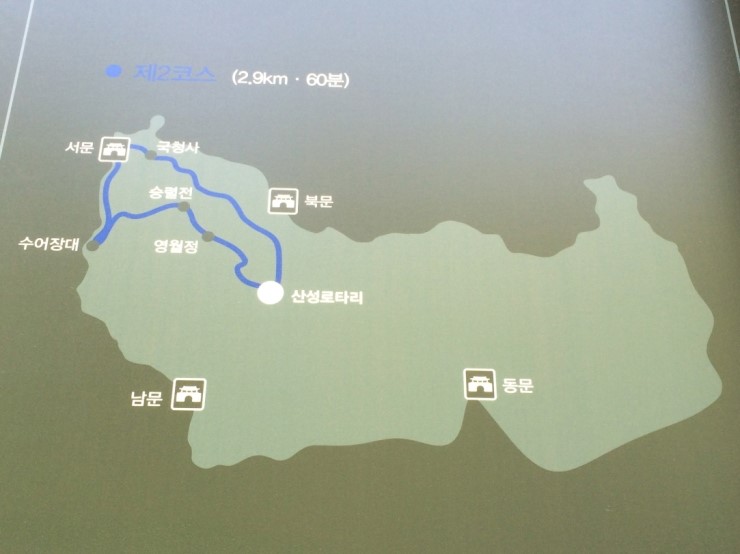 제2코스 (2.9km · 60분)
서문
국청사
숭렬전
북문
수어장대
영월정
산성로타리
남문
동문